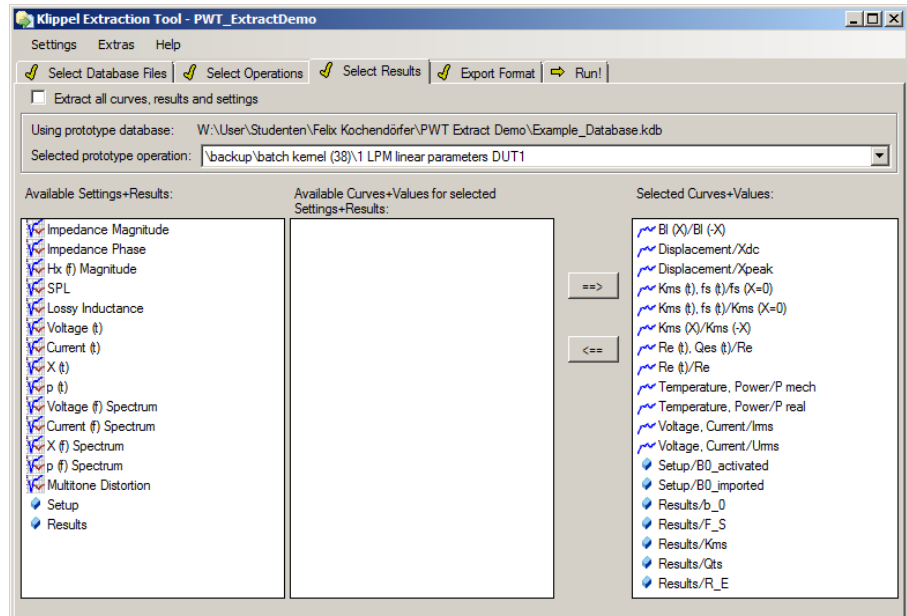 Klippel Extraction Tool - PWT_ExtractDemo
Settings Extras Help
Select Database Files Select Operations Select Results Export Format Run!
Extract all curves, results and settings
Using prototype database: W:\User\Studenten\Felix Kochendörfer\PWT Extract Demo\Example_Database.kdb
Selected prototype operation: \backup\batch kernel (38)\1 LPM linear parameters DUT1
Available Settings+Results:
Impedance Magnitude
Impedance Phase
Hx (f) Magnitude
SPL
Lossy Inductance
Voltage (t)
Current (t)
X (t)
p (t)
Voltage (f) Spectrum
Current (f) Spectrum
X (f) Spectrum
p (f) Spectrum
Multitone Distortion
Setup
Results
Available Curves+Values for selected
Settings+Results:
==>
<==
Selected Curves+Values:
Bl (X)/Bl (-X)
Displacement/Xdc
Displacement/Xpeak
Kms (t), fs (t)/fs (X=0)
Kms (t), fs (t)/Kms (X=0)
Kms (X)/Kms (-X)
Re (t), Qes (t)/Re
Re (t)/Re
Temperature, Power/P mech
Temperature, Power/P real
Voltage, Current/Irms
Voltage, Current/Urms
Setup/B0_activated
Setup/B0_imported
Results/b_0
Results/F_S
Results/Kms
Results/Qts
Results/R_E